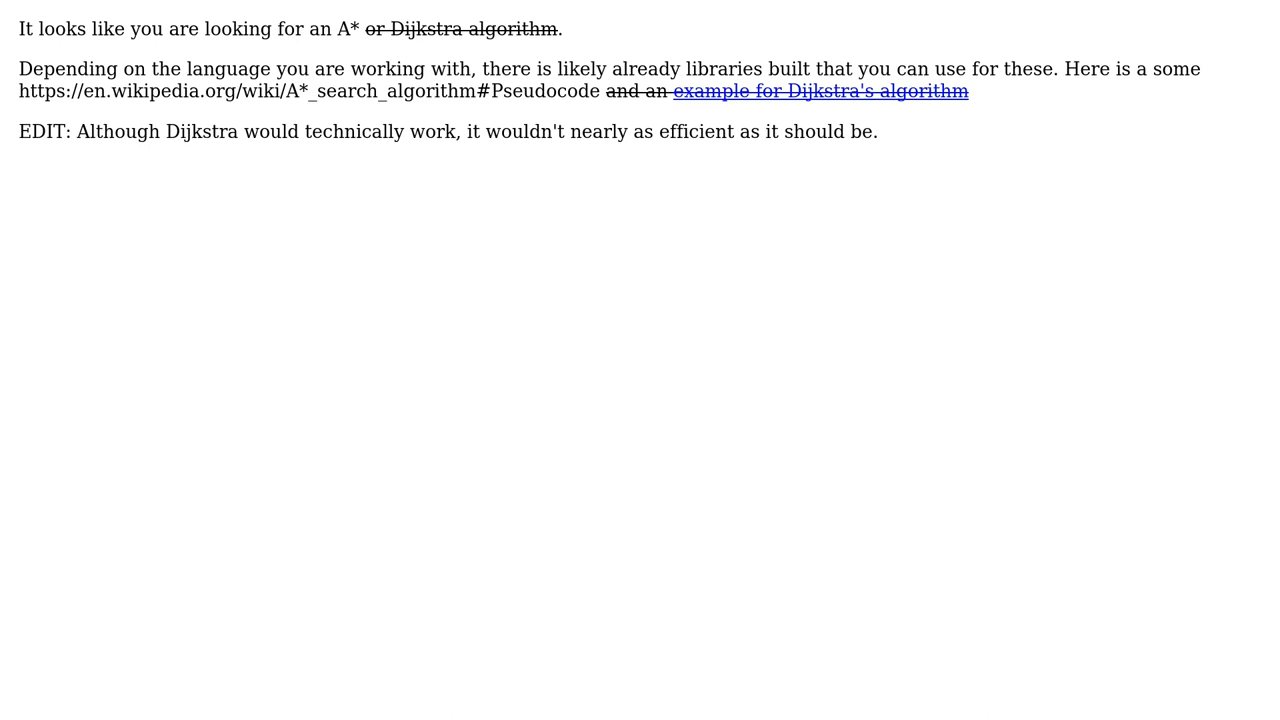 It looks like you are looking for an A* or Dijkstra algorithm.
Depending on the language you are working with, there is likely already libraries built that you can use for these. Here is a some
https://en.wikipedia.org/wiki/A*_search_algorithm#Pseudocode and an example for Dijkstra's algorithm
EDIT: Although Dijkstra would technically work, it wouldn't nearly as efficient as it should be.